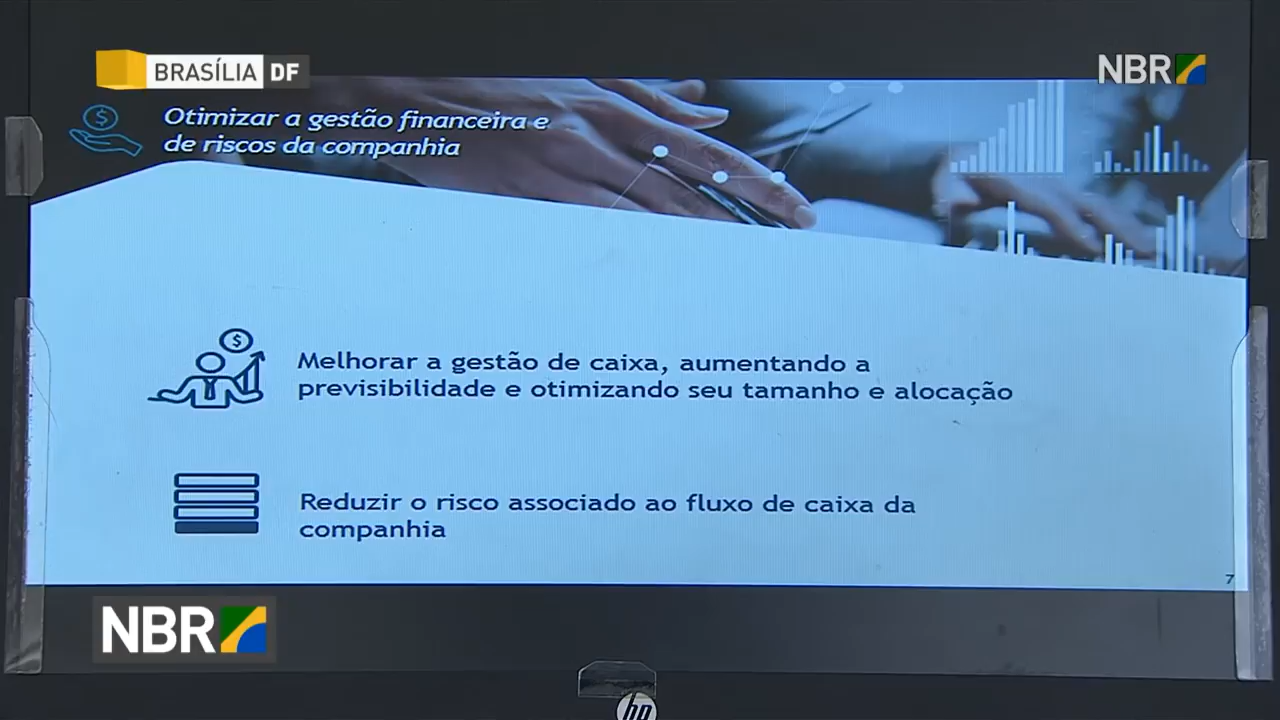 BRASÍLIA DF
NBR
$
Otimizar a gestão financeira e
de riscos da companhia
$
Melhorar a gestão de caixa, aumentando a
previsibilidade e otimizando seu tamanho e alocação
Reduzir o risco associado ao fluxo de caixa da
companhia
7
NBR
hp